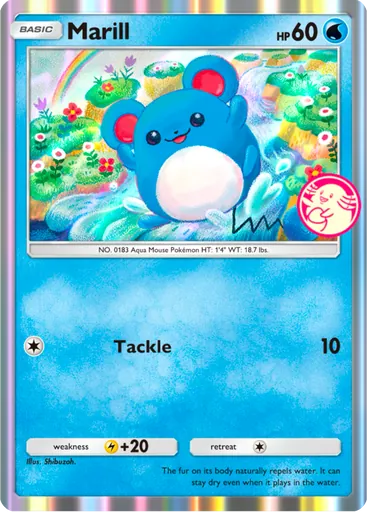 BASIC Marill HP 60
NO. 0183 Aqua Mouse Pokémon HT: 1'4" WT: 18.7 lbs.
Tackle 10
weakness +20 retreat
Illus. Shibuzoh.
The fur on its body naturally repels water. It can
stay dry even when it plays in the water.